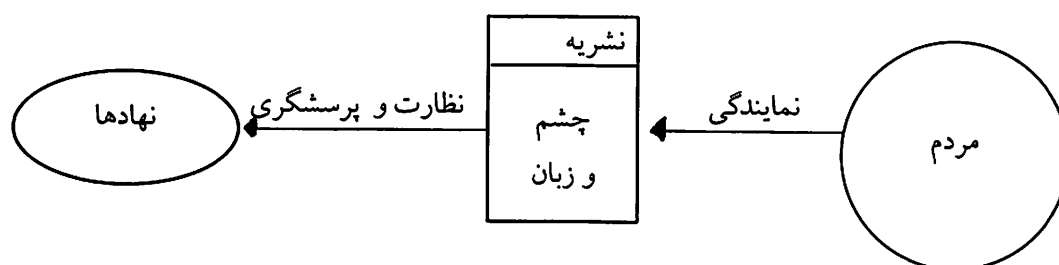 مردم
نمایندگی
نشریه
چشم
و زبان
نظارت و پرسشگری
نهادها